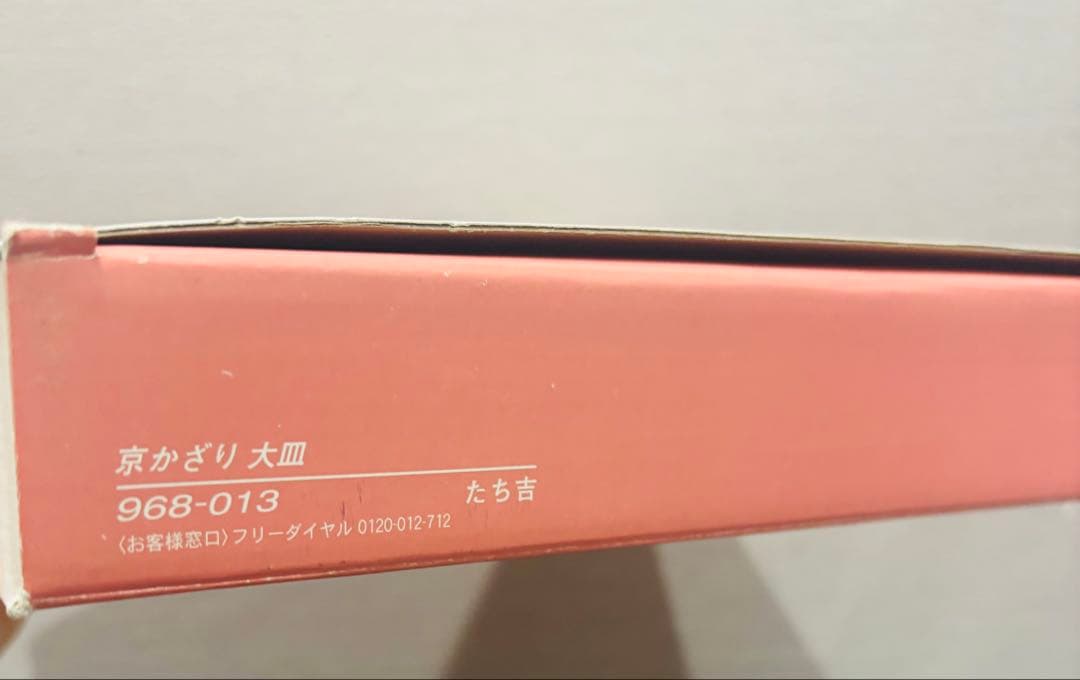 京かざり 大皿
968-013 たち吉
〈お客様窓口〉フリーダイヤル 0120-012-712